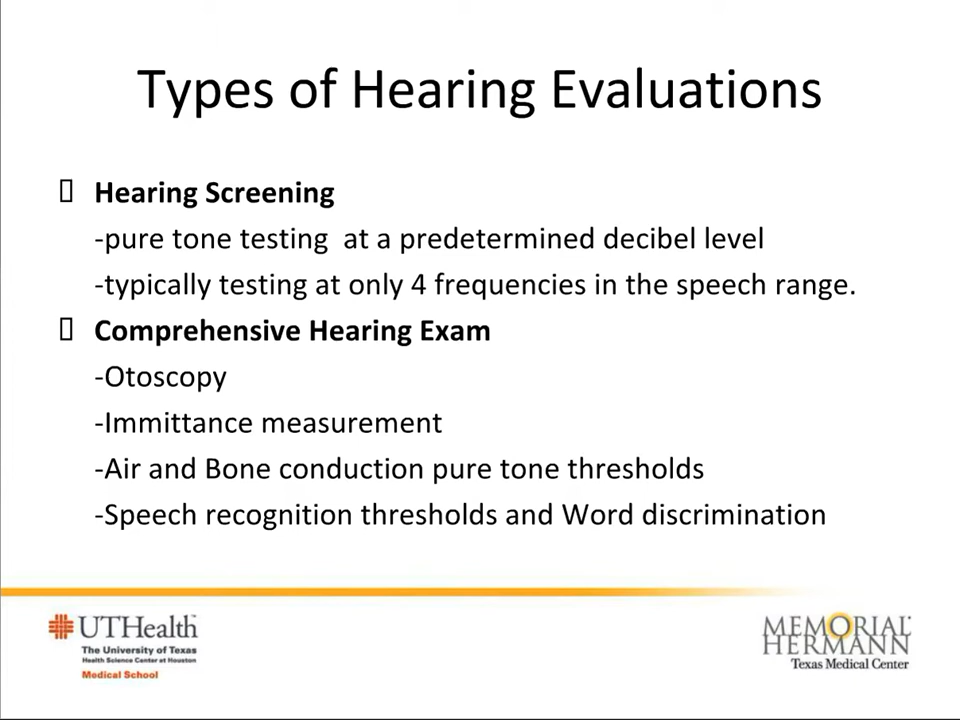 Types of Hearing Evaluations
Hearing Screening
-pure tone testing  at a predetermined decibel level
-typically testing at only 4 frequencies in the speech range.
Comprehensive Hearing Exam
-Otoscopy
-Immittance measurement
-Air and Bone conduction pure tone thresholds
-Speech recognition thresholds and Word discrimination
UTHealth™
The University of Texas
Health Science Center at Houston
Medical School
MEMORIAL®
HERMANN
Texas Medical Center